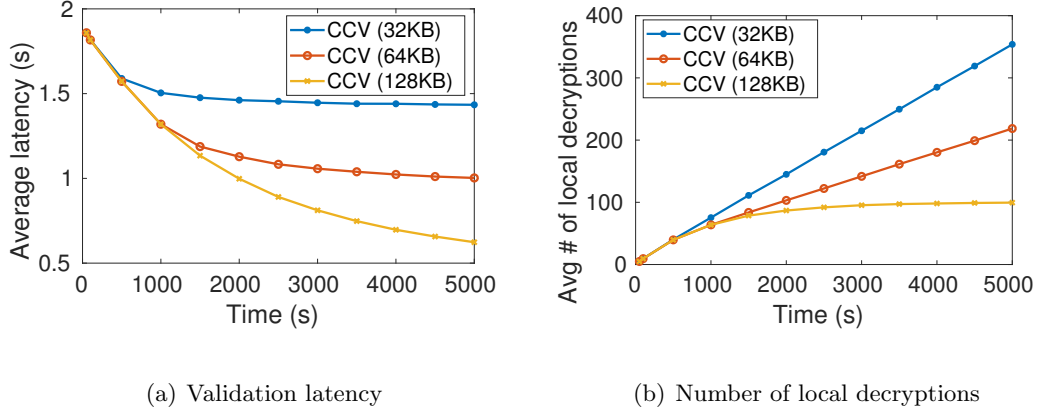 2
1.5
1
0.5
Average latency (s)
CCV (32KB)
CCV (64KB)
CCV (128KB)
0 1000 2000 3000 4000 5000
Time (s)
(a) Validation latency
400
300
200
100
0
Avg # of local decryptions
CCV (32KB)
CCV (64KB)
CCV (128KB)
0 1000 2000 3000 4000 5000
Time (s)
(b) Number of local decryptions